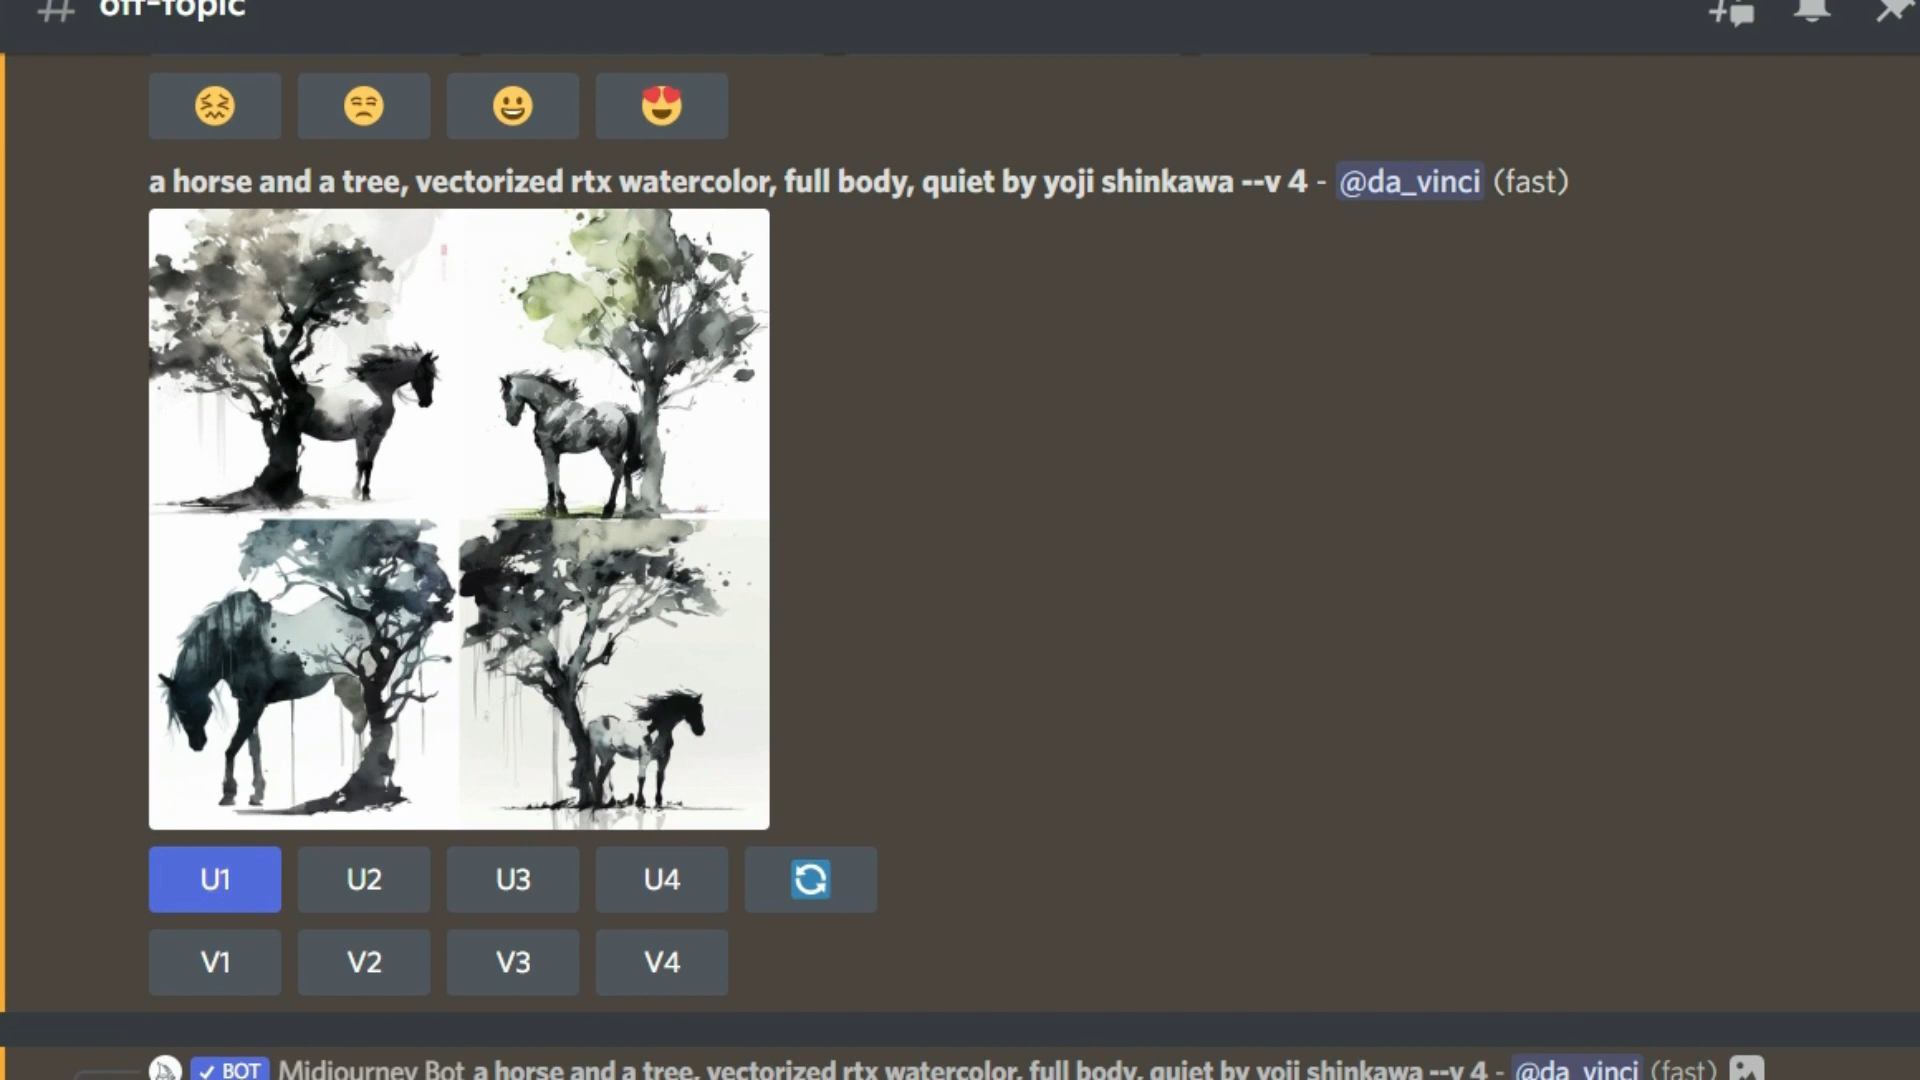 # off-topic
a horse and a tree, vectorized rtx watercolor, full body, quiet by yoji shinkawa --v 4 - @da_vinci (fast)
U1 U2 U3 U4
V1 V2 V3 V4
✓ BOT Midjourney Bot a horse and a tree, vectorized rtx watercolor, full body, quiet by yoji shinkawa --v 4 - @da_vinci (fast)